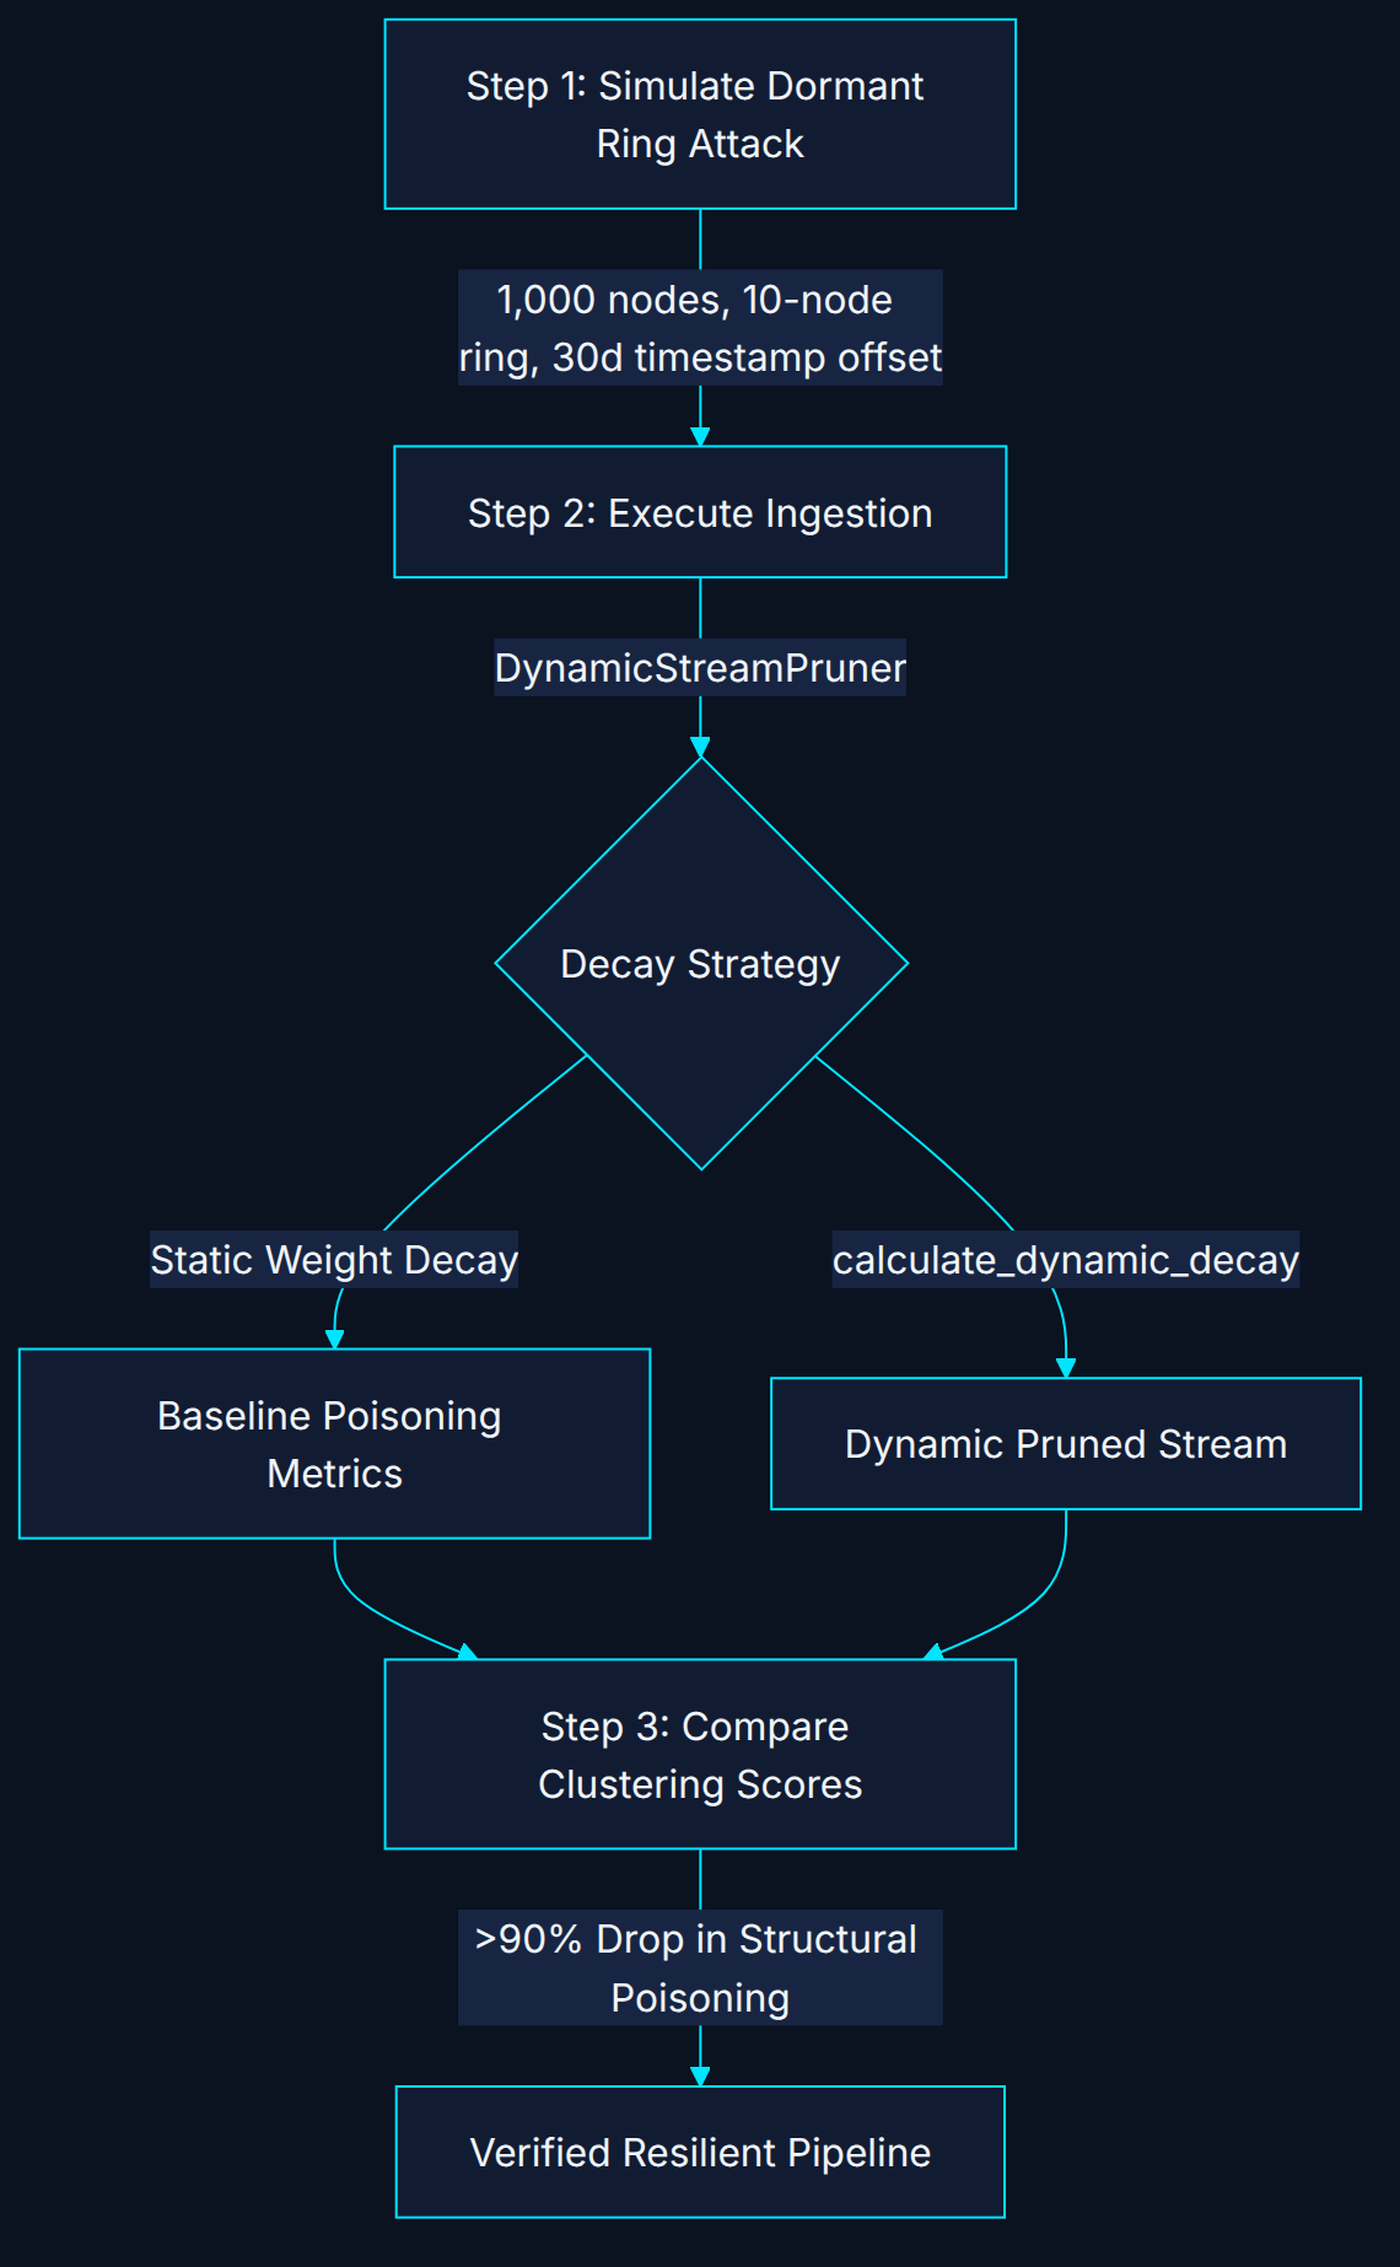 Step 1: Simulate Dormant
Ring Attack
1,000 nodes, 10-node
ring, 30d timestamp offset
Step 2: Execute Ingestion
DynamicStreamPruner
Decay Strategy
Static Weight Decay
calculate_dynamic_decay
Baseline Poisoning
Metrics
Dynamic Pruned Stream
Step 3: Compare
Clustering Scores
>90% Drop in Structural
Poisoning
Verified Resilient Pipeline